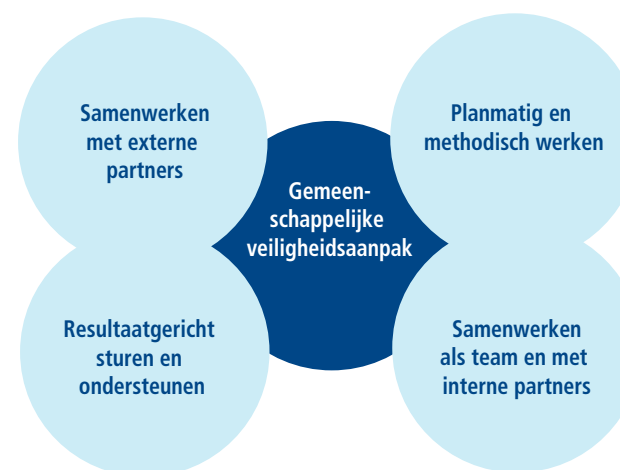 Samenwerken
met externe
partners
Planmatig en
methodisch werken
Gemeen-
schappelijke
veiligheidsaanpak
Resultaatgericht
sturen en
ondersteunen
Samenwerken
als team en met
interne partners